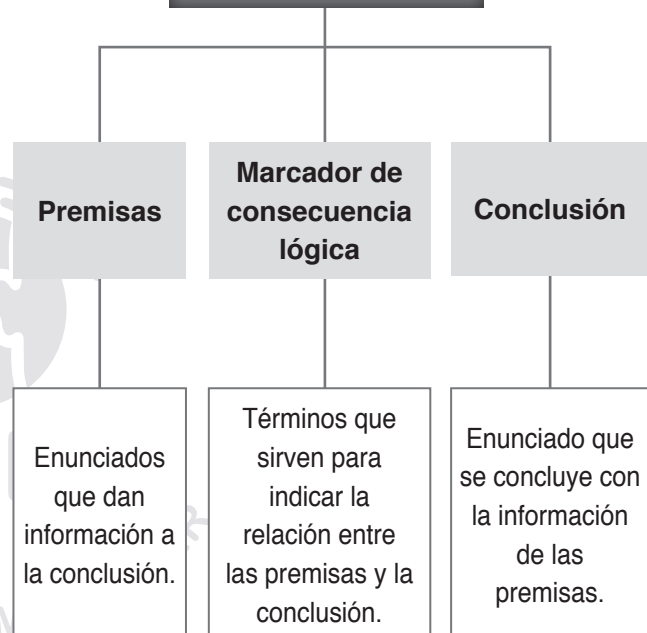 Premisas
Marcador de
consecuencia
lógica
Conclusión
Enunciados
que dan
información a
la conclusión.
Términos que
sirven para
indicar la
relación entre
las premisas y la
conclusión.
Enunciado que
se concluye con
la información
de las
premisas.